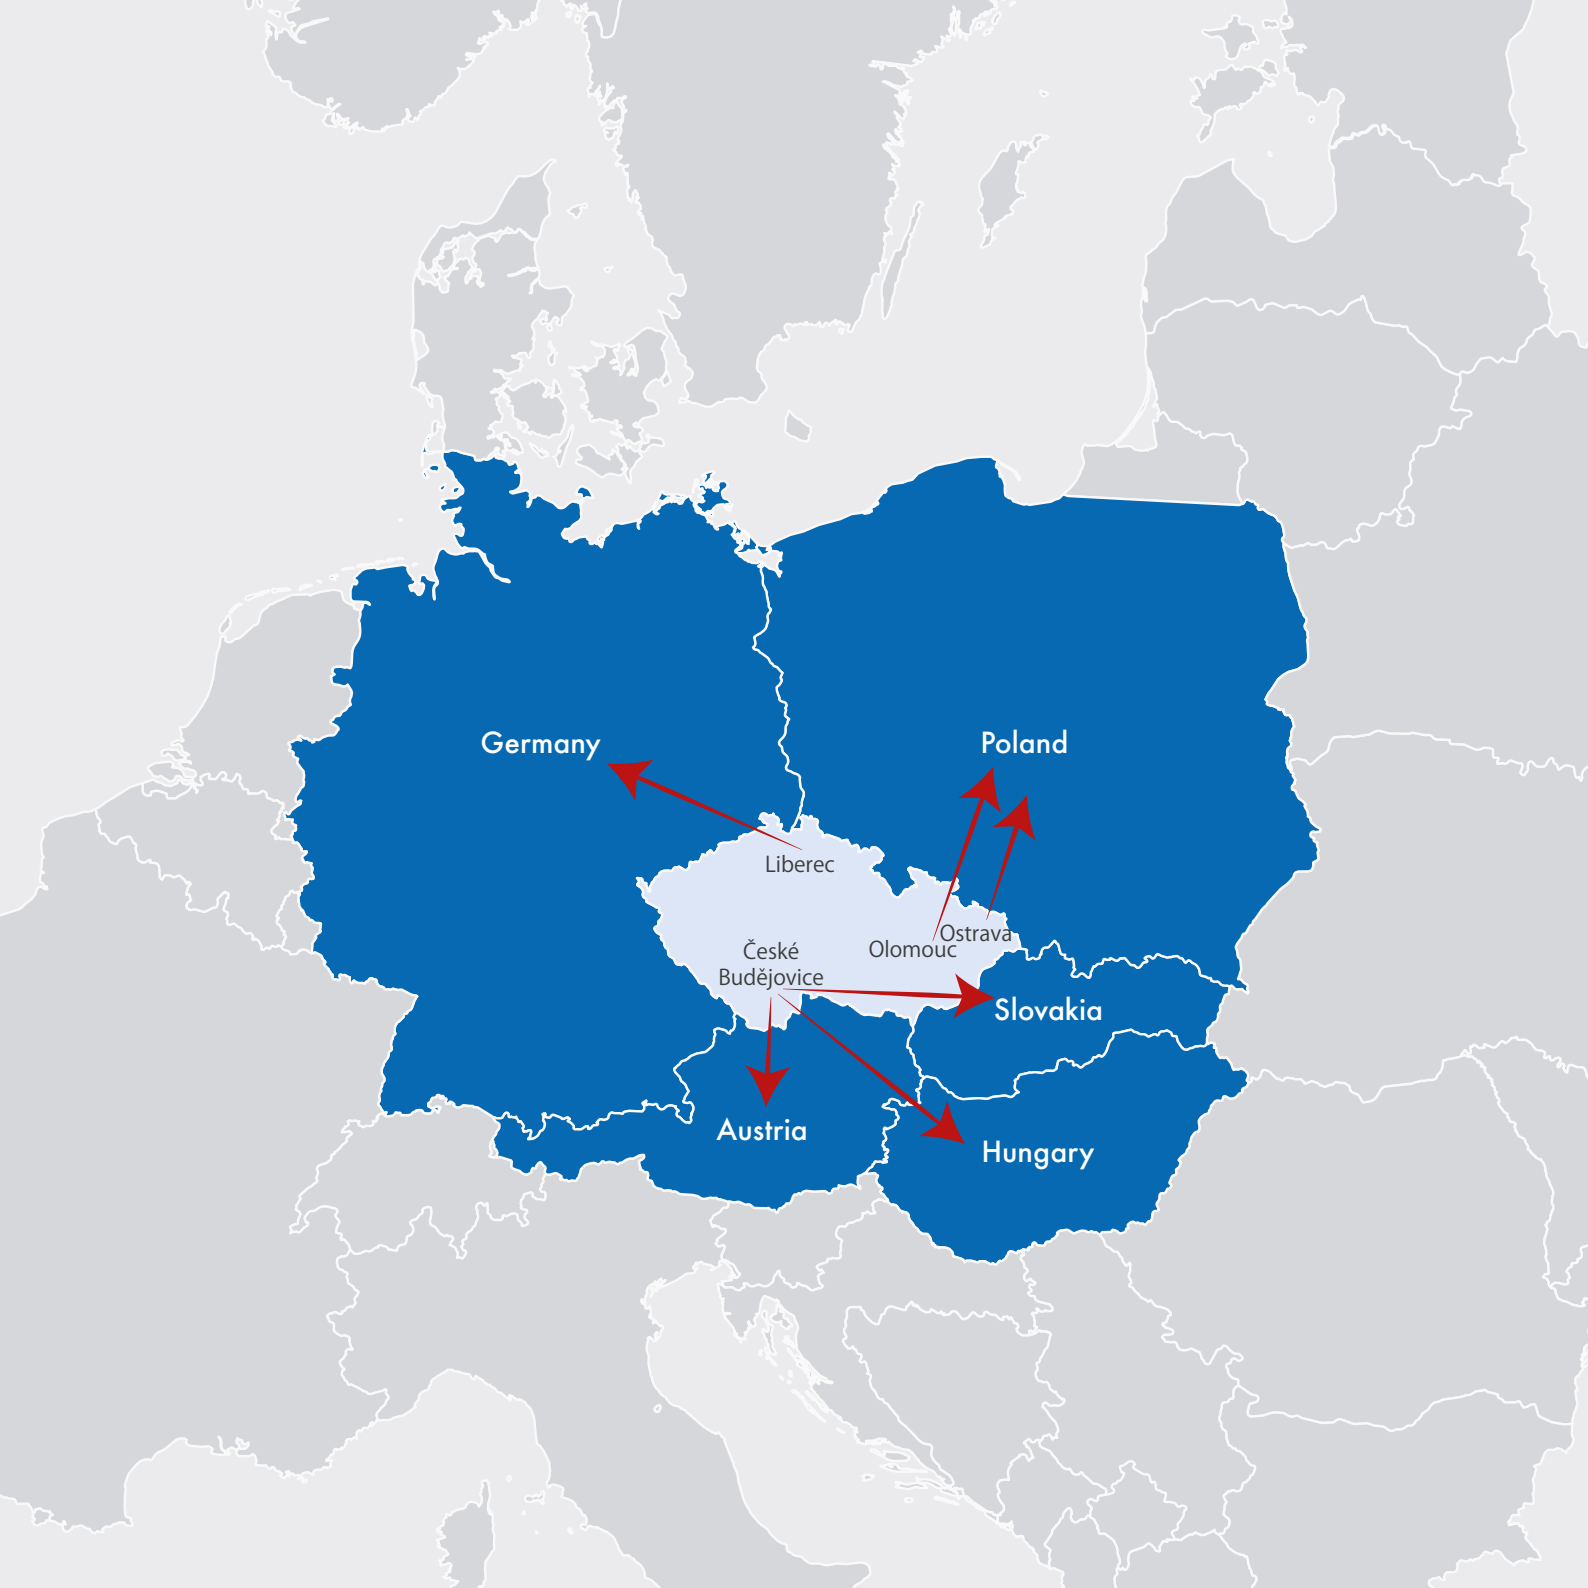 Germany
Poland
Liberec
Ostrava
Olomouc
České
Budějovice
Slovakia
Austria
Hungary